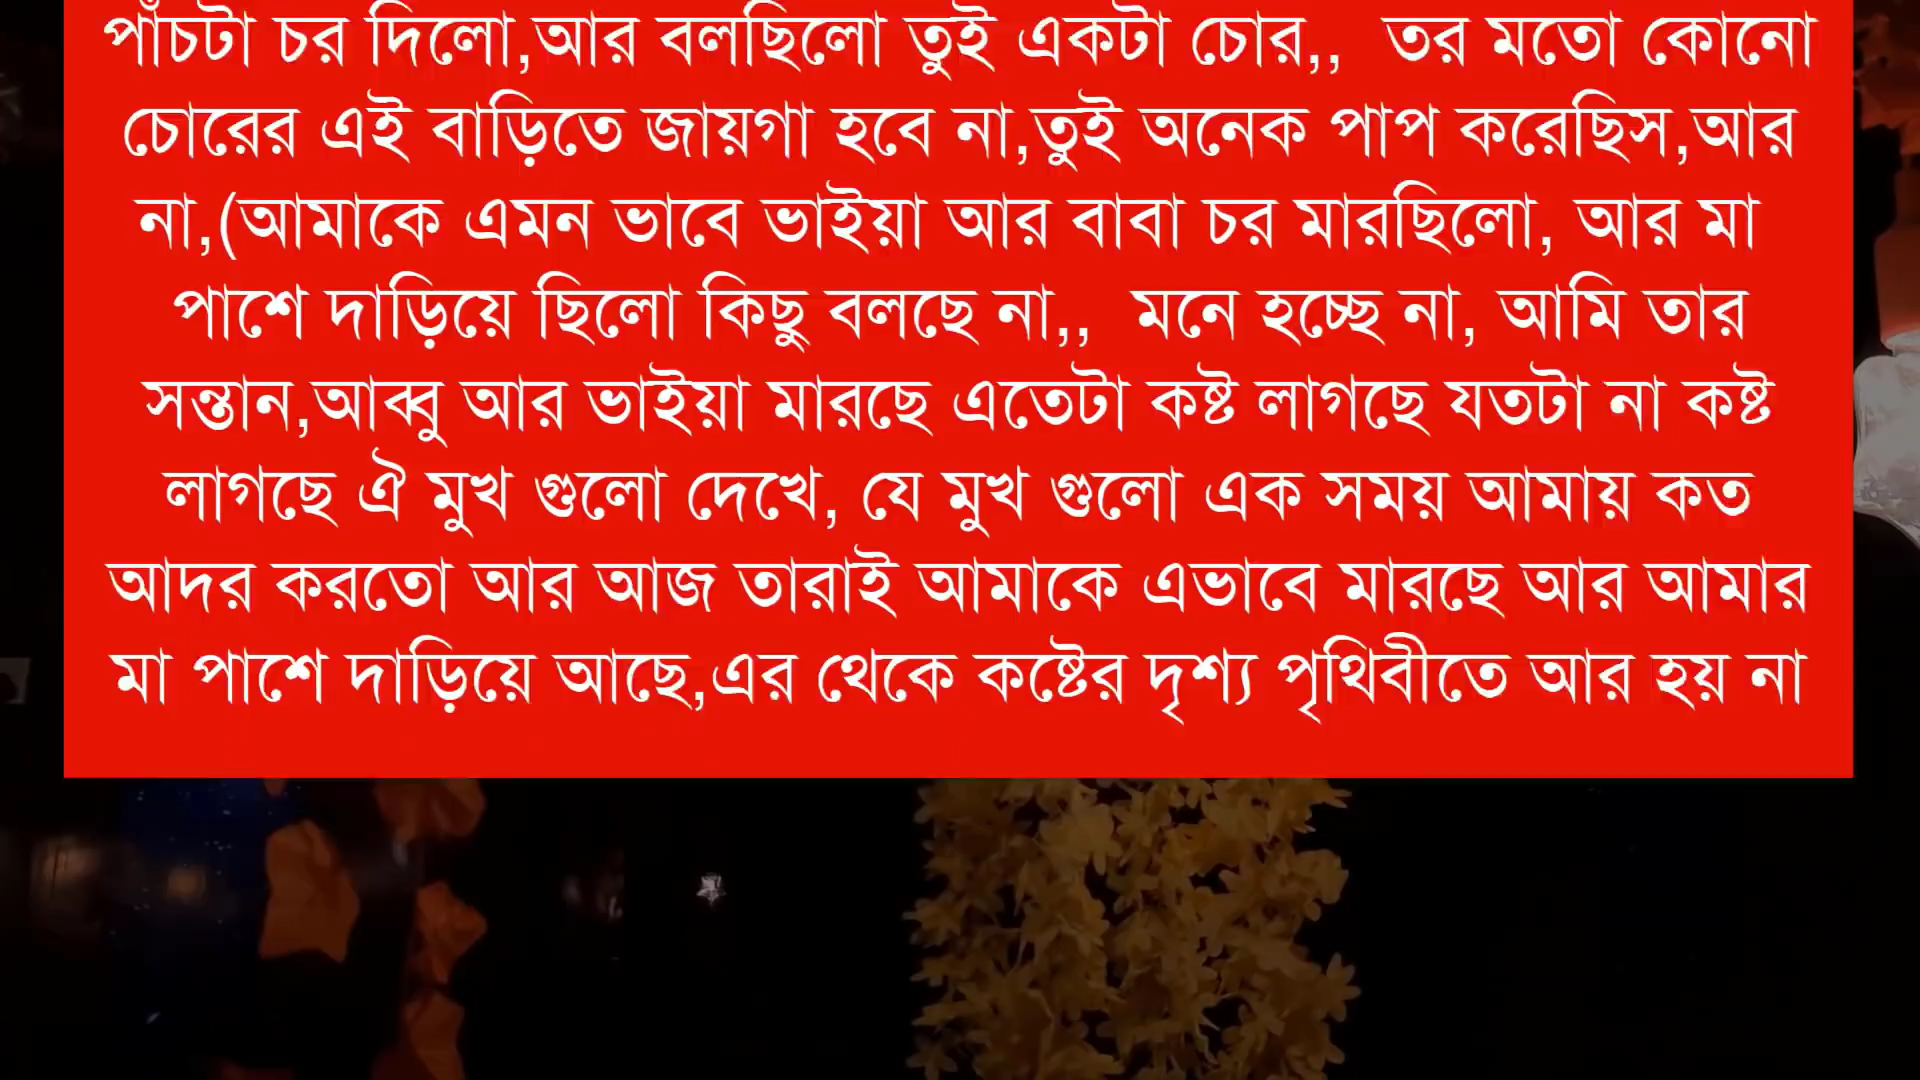 পাঁচটা চর দিলো,আর বলছিলো তুই একটা চোর,, তর মতো কোনো
চোরের এই বাড়িতে জায়গা হবে না,তুই অনেক পাপ করেছিস,আর
না,(আমাকে এমন ভাবে ভাইয়া আর বাবা চর মারছিলো, আর মা
পাশে দাড়িয়ে ছিলো কিছু বলছে না,, মনে হচ্ছে না, আমি তার
সন্তান,আব্বু আর ভাইয়া মারছে এতেটা কষ্ট লাগছে যতটা না কষ্ট
লাগছে ঐ মুখ গুলো দেখে, যে মুখ গুলো এক সময় আমায় কত
আদর করতো আর আজ তারাই আমাকে এভাবে মারছে আর আমার
মা পাশে দাড়িয়ে আছে,এর থেকে কষ্টের দৃশ্য পৃথিবীতে আর হয় না